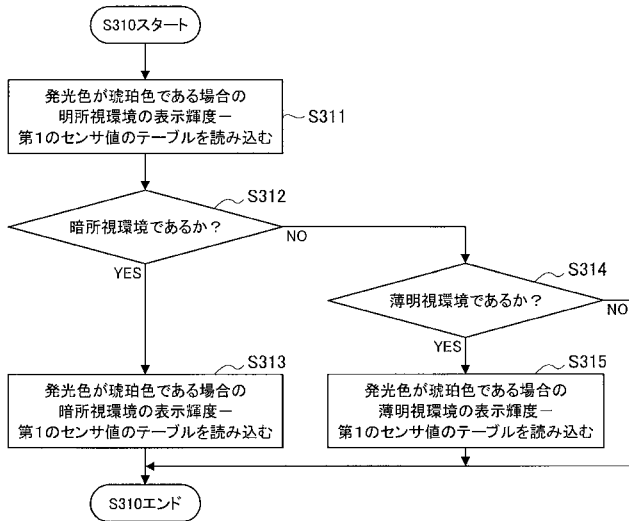 S310スタート
発光色が琥珀色である場合の
明所視環境の表示輝度－
第1のセンサ値のテーブルを読み込む
S311
S312
暗所視環境であるか？
NO
YES
S314
薄明視環境であるか？
NO
YES
S313
発光色が琥珀色である場合の
暗所視環境の表示輝度－
第1のセンサ値のテーブルを読み込む
S315
発光色が琥珀色である場合の
薄明視環境の表示輝度－
第1のセンサ値のテーブルを読み込む
S310エンド